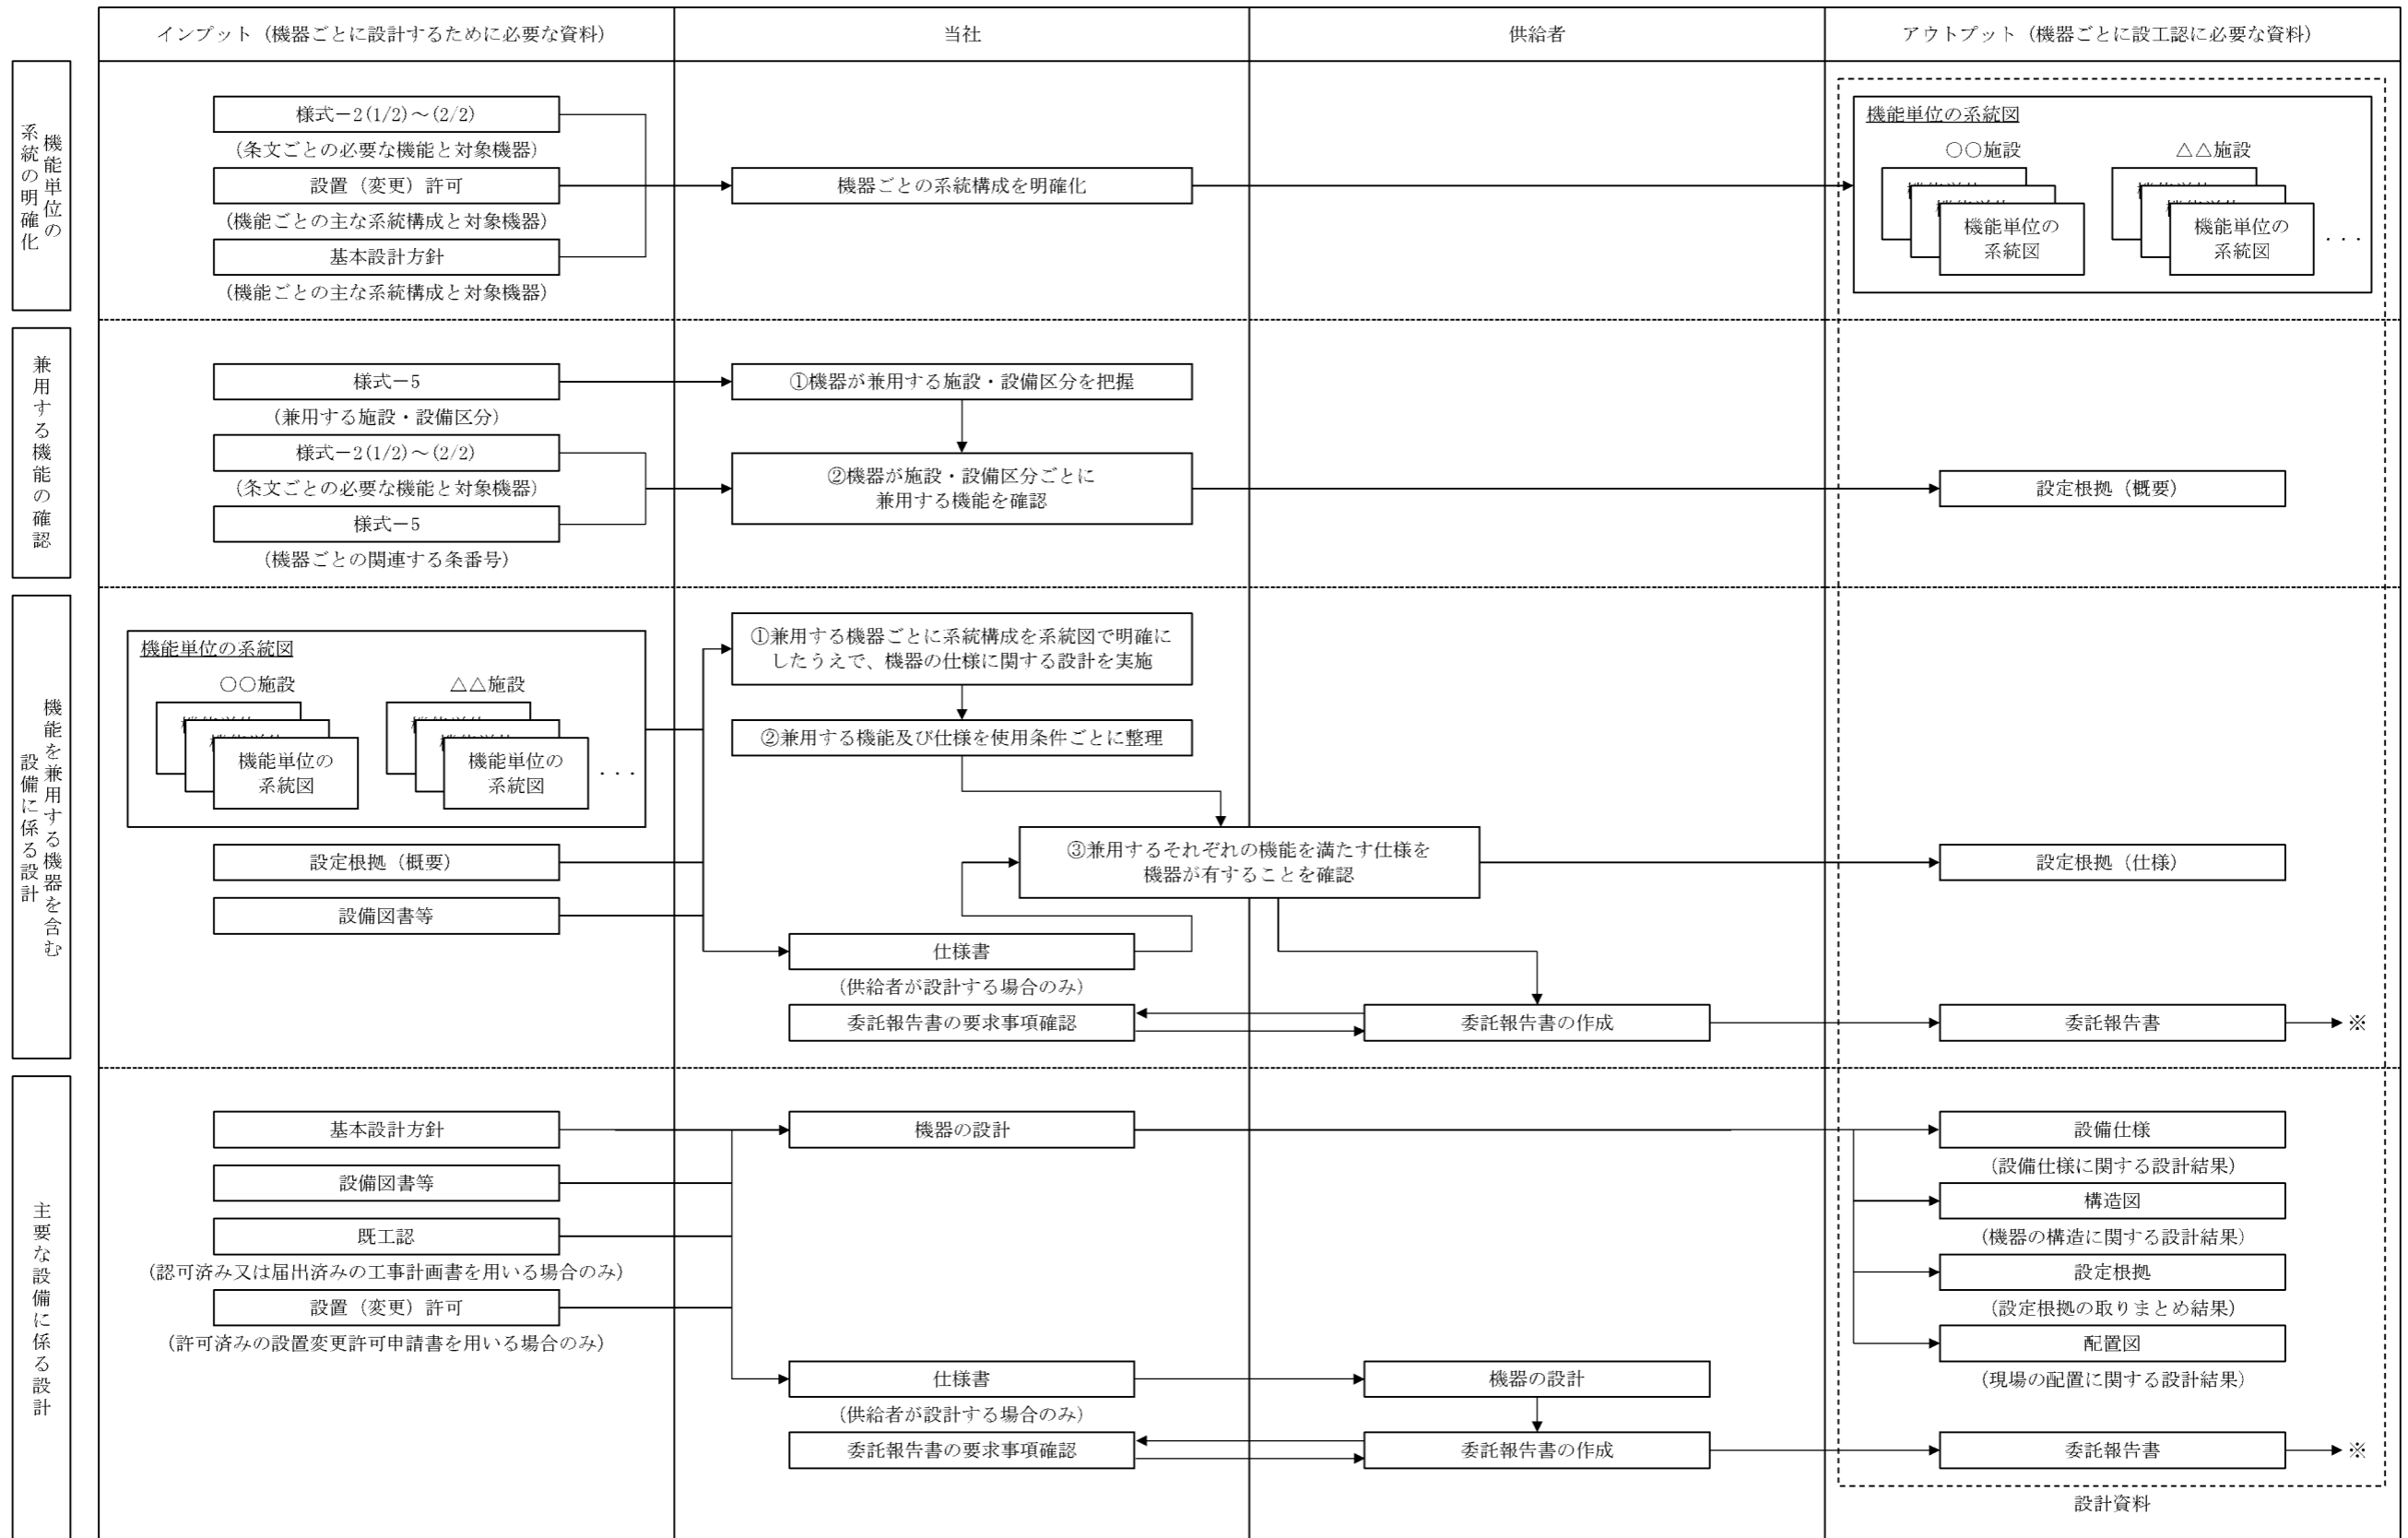 インプット（機器ごとに設計するために必要な資料）
当社
供給者
アウトプット（機器ごとに設工認に必要な資料）
機能単位の
系統の明確化
様式－2(1/2)～(2/2)
（条文ごとの必要な機能と対象機器）
設置（変更）許可
（機能ごとの主な系統構成と対象機器）
基本設計方針
（機能ごとの主な系統構成と対象機器）
機器ごとの系統構成を明確化
機能単位の系統図
○○施設
機能単位の
系統図
△△施設
機能単位の
系統図
・・・
兼用する機能の確認
様式－5
（兼用する施設・設備区分）
様式－2(1/2)～(2/2)
（条文ごとの必要な機能と対象機器）
様式－5
（機器ごとの関連する条番号）
①機器が兼用する施設・設備区分を把握
②機器が施設・設備区分ごとに
兼用する機能を確認
設定根拠（概要）
機能を兼用する機器を含む
設備に係る設計
機能単位の系統図
○○施設
機能単位の
系統図
△△施設
機能単位の
系統図
・・・
設定根拠（概要）
設備図書等
①兼用する機器ごとに系統構成を系統図で明確に
したうえで、機器の仕様に関する設計を実施
②兼用する機能及び仕様を使用条件ごとに整理
③兼用するそれぞれの機能を満たす仕様を
機器が有することを確認
設定根拠（仕様）
仕様書
（供給者が設計する場合のみ）
委託報告書の要求事項確認
委託報告書の作成
委託報告書
※
主要な設備に係る設計
基本設計方針
設備図書等
既工認
（認可済み又は届出済みの工事計画書を用いる場合のみ）
設置（変更）許可
（許可済みの設置変更許可申請書を用いる場合のみ）
機器の設計
設備仕様
（設備仕様に関する設計結果）
構造図
（機器の構造に関する設計結果）
設定根拠
（設定根拠の取りまとめ結果）
配置図
（現場の配置に関する設計結果）
仕様書
（供給者が設計する場合のみ）
機器の設計
委託報告書の要求事項確認
委託報告書の作成
委託報告書
※
設計資料